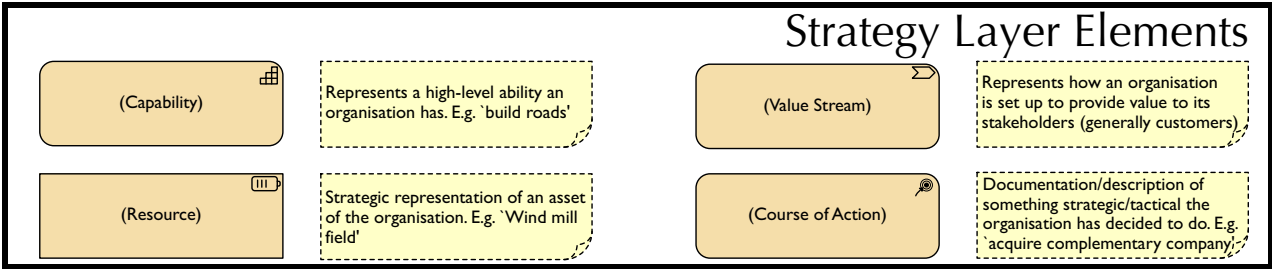 Strategy Layer Elements
(Capability)
Represents a high-level ability an
organisation has. E.g. `build roads'
(Value Stream)
Represents how an organisation
is set up to provide value to its
stakeholders (generally customers)
(Resource)
Strategic representation of an asset
of the organisation. E.g. `Wind mill
field'
(Course of Action)
Documentation/description of
something strategic/tactical the
organisation has decided to do. E.g.
`acquire complementary company'